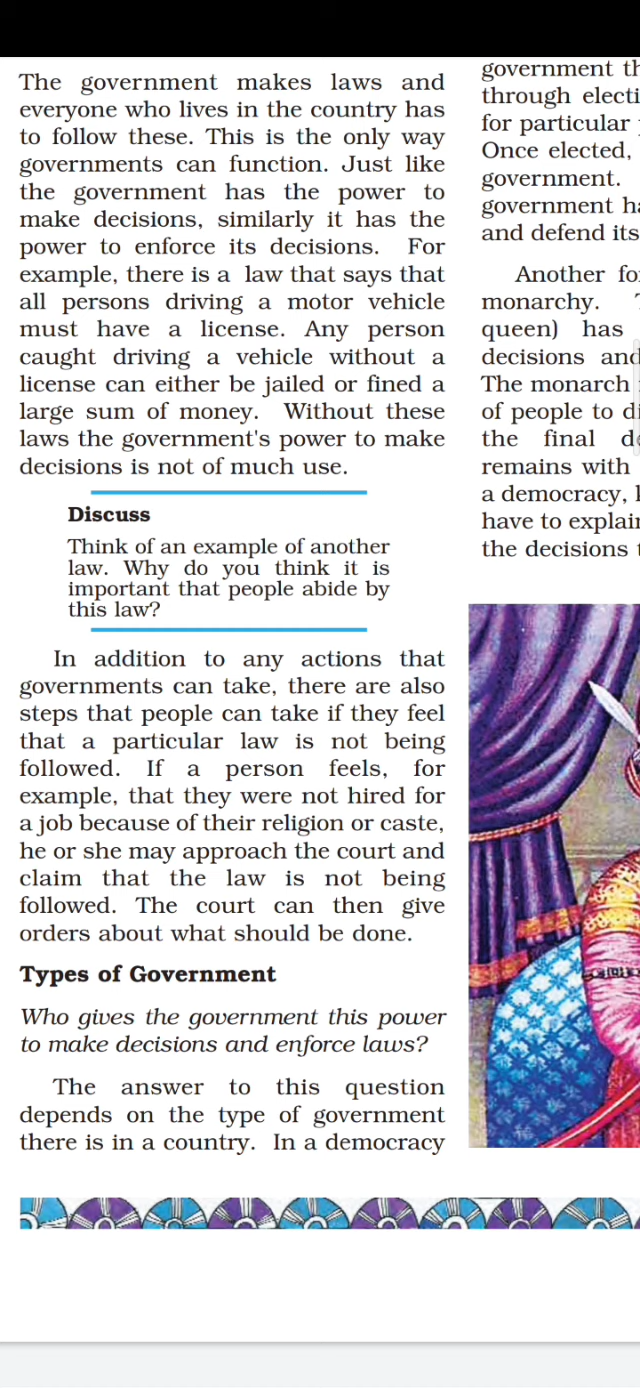 The government makes laws and
everyone who lives in the country has
to follow these. This is the only way
governments can function. Just like
the government has the power to
make decisions, similarly it has the
power to enforce its decisions. For
example, there is a law that says that
all persons driving a motor vehicle
must have a license. Any person
caught driving a vehicle without a
license can either be jailed or fined a
large sum of money. Without these
laws the government's power to make
decisions is not of much use.
Discuss
Think of an example of another
law. Why do you think it is
important that people abide by
this law?
In addition to any actions that
governments can take, there are also
steps that people can take if they feel
that a particular law is not being
followed. If a person feels, for
example, that they were not hired for
a job because of their religion or caste,
he or she may approach the court and
claim that the law is not being
followed. The court can then give
orders about what should be done.
Types of Government
Who gives the government this power
to make decisions and enforce laws?
The answer to this question
depends on the type of government
there is in a country. In a democracy
government
through
for particular
Once elected,
government.
government
and defend its
Another
monarchy.
queen) has
decisions and
The monarch
of people to
the final
remains with
a democracy,
have to
the decisions